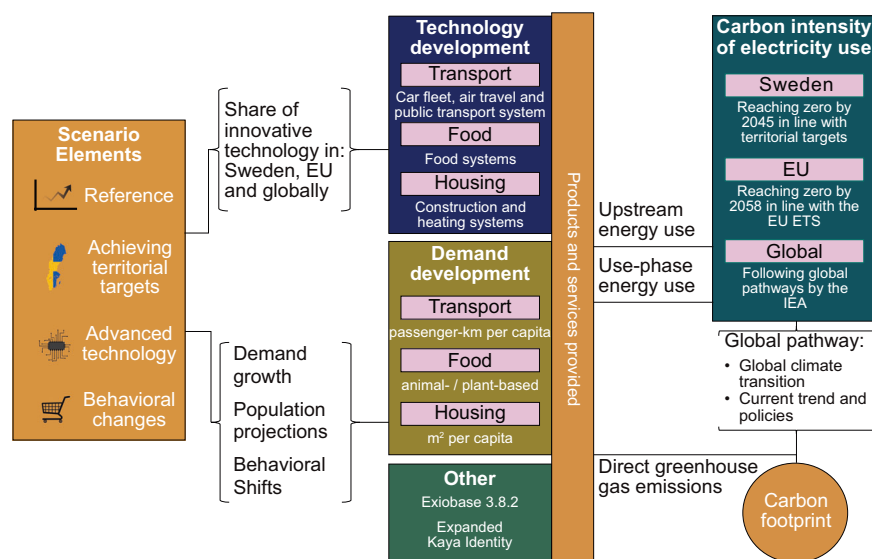 Scenario
Elements
Reference
Achieving
territorial
targets
Advanced
technology
Behavioral
changes
Share of
innovative
technology in:
Sweden, EU
and globally
Demand
growth
Population
projections
Behavioral
Shifts
Technology
development
Transport
Car fleet, air travel and
public transport system
Food
Food systems
Housing
Construction and
heating systems
Demand
development
Transport
passenger-km per capita
Food
animal- / plant-based
Housing
m² per capita
Other
Exiobase 3.8.2
Expanded
Kaya Identity
Products and services provided
Upstream
energy use
Use-phase
energy use
Direct greenhouse
gas emissions
Carbon intensity
of electricity use
Sweden
Reaching zero by
2045 in line with
territorial targets
EU
Reaching zero by
2058 in line with the
EU ETS
Global
Following global
pathways by the
IEA
Global pathway:
• Global climate
transition
• Current trend and
policies
Carbon
footprint